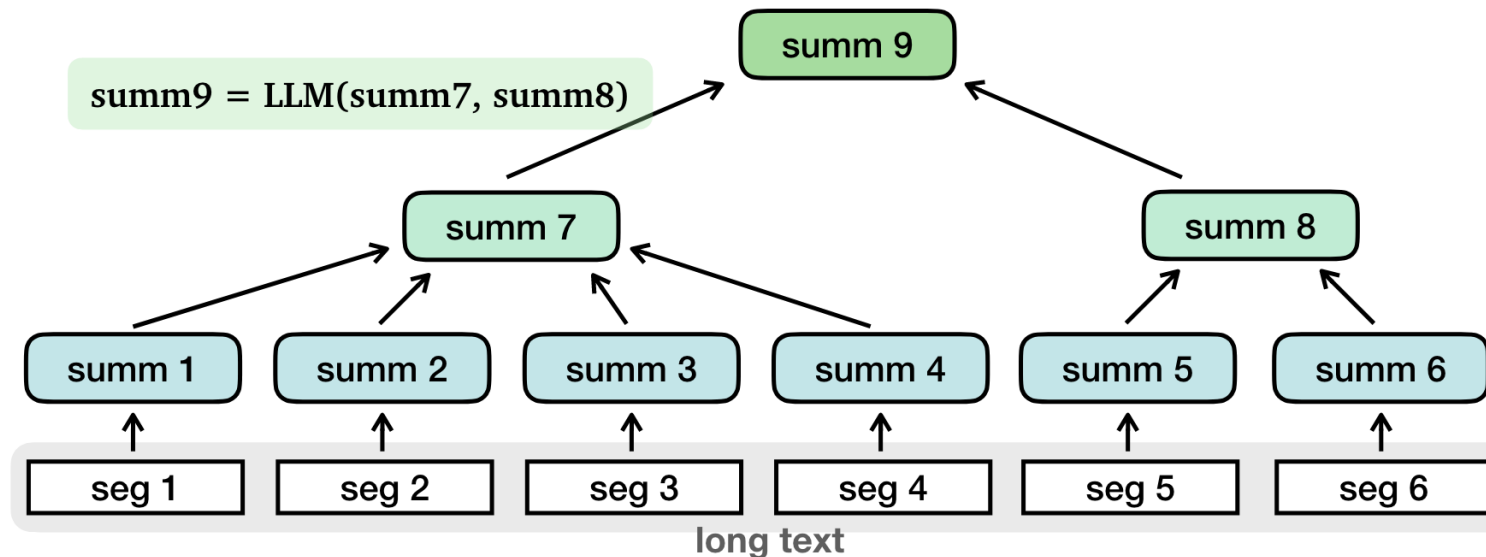 summ 9
summ9 = LLM(summ7, summ8)
summ 7
summ 8
summ 1
summ 2
summ 3
summ 4
summ 5
summ 6
seg 1
seg 2
seg 3
seg 4
seg 5
seg 6
long text